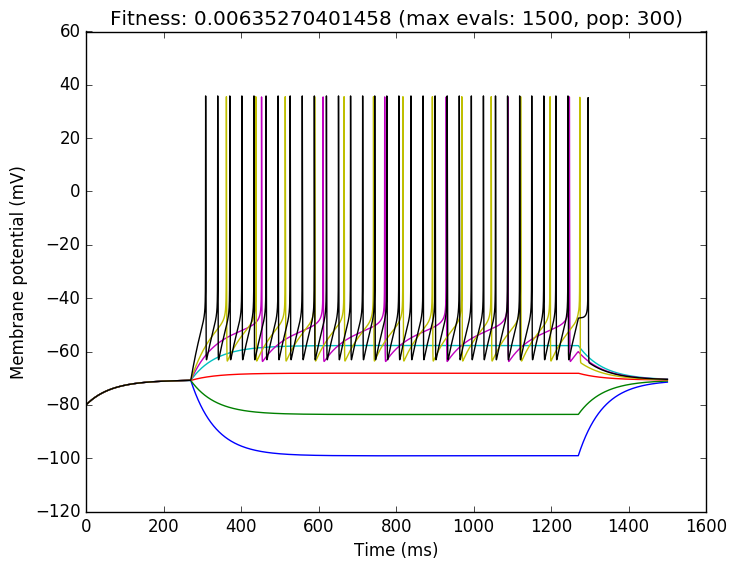 Fitness: 0.00635270401458 (max evals: 1500, pop: 300)
60
40
20
0
−20
−40
−60
−80
−100
−120
Membrane potential (mV)
0 200 400 600 800 1000 1200 1400 1600
Time (ms)